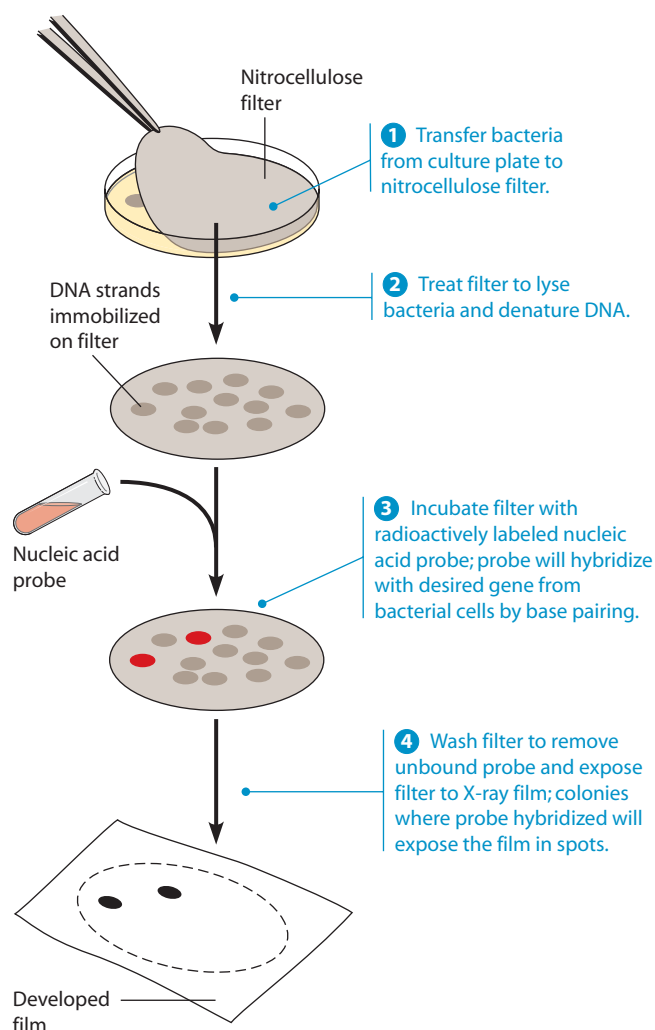 Nitrocellulose
filter
1 Transfer bacteria
from culture plate to
nitrocellulose filter.
DNA strands
immobilized
on filter
2 Treat filter to lyse
bacteria and denature DNA.
Nucleic acid
probe
3 Incubate filter with
radioactively labeled nucleic
acid probe; probe will hybridize
with desired gene from
bacterial cells by base pairing.
4 Wash filter to remove
unbound probe and expose
filter to X-ray film; colonies
where probe hybridized will
expose the film in spots.
Developed
film